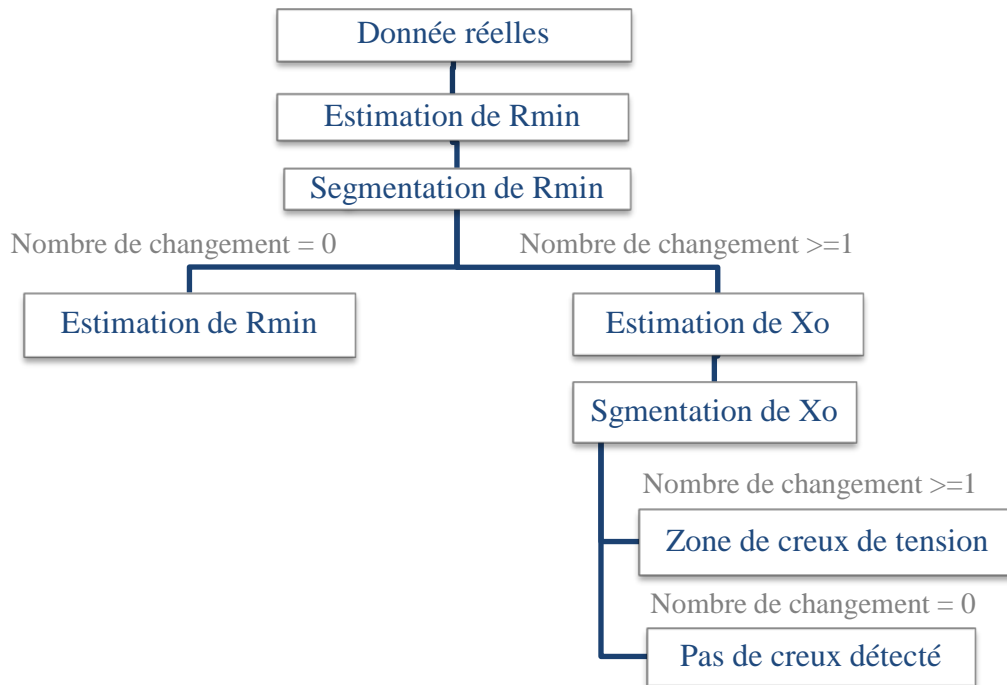 Donnée réelles
Estimation de Rmin
Segmentation de Rmin
Nombre de changement = 0
Nombre de changement >=1
Estimation de Rmin
Estimation de Xo
Sgmentation de Xo
Nombre de changement >=1
Zone de creux de tension
Nombre de changement = 0
Pas de creux détecté